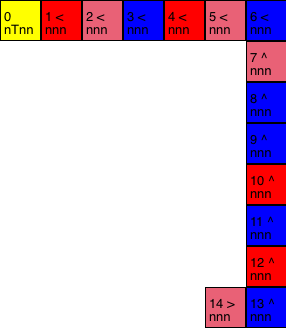 0
nTnn
1 <
nnn
2 <
nnn
3 <
nnn
4 <
nnn
5 <
nnn
6 <
nnn
7 ^
nnn
8 ^
nnn
9 ^
nnn
10 ^
nnn
11 ^
nnn
12 ^
nnn
14 >
nnn
13 ^
nnn